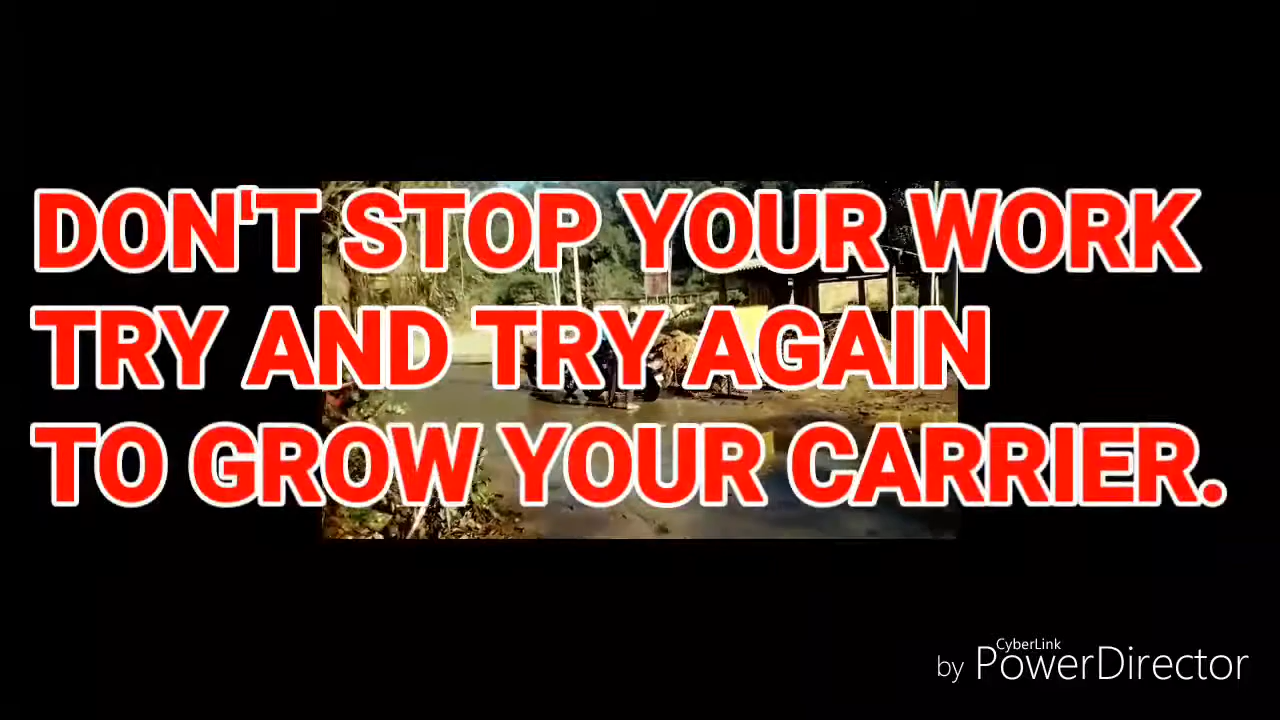 DON'T STOP YOUR WORK
TRY AND TRY AGAIN
TO GROW YOUR CARRIER.
CyberLink
by PowerDirector